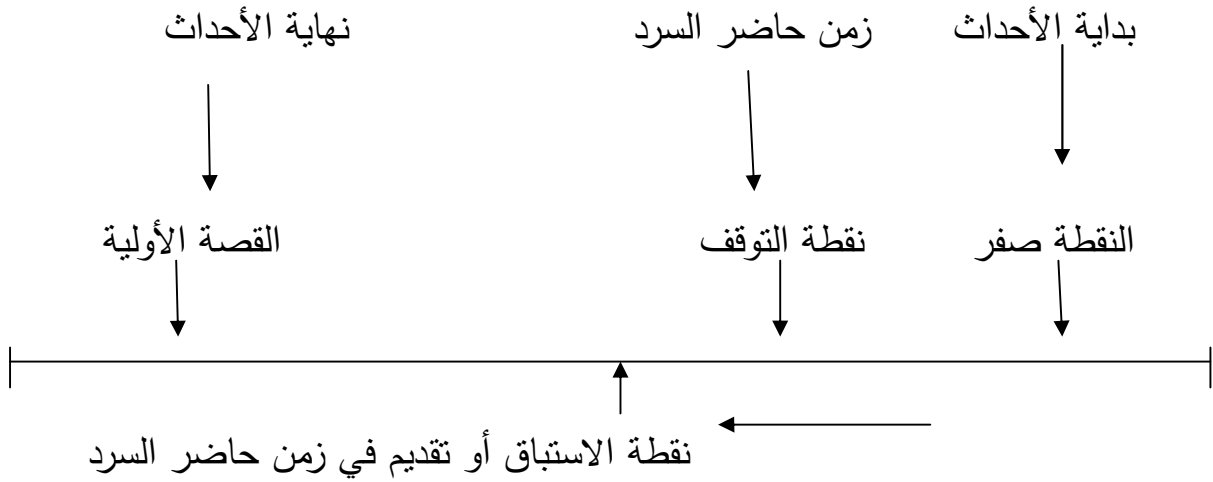 بداية الأحداث زمن حاضر السرد نهاية الأحداث
النقطة صفر نقطة التوقف القصة الأولية
نقطة الاستباق أو تقديم في زمن حاضر السرد